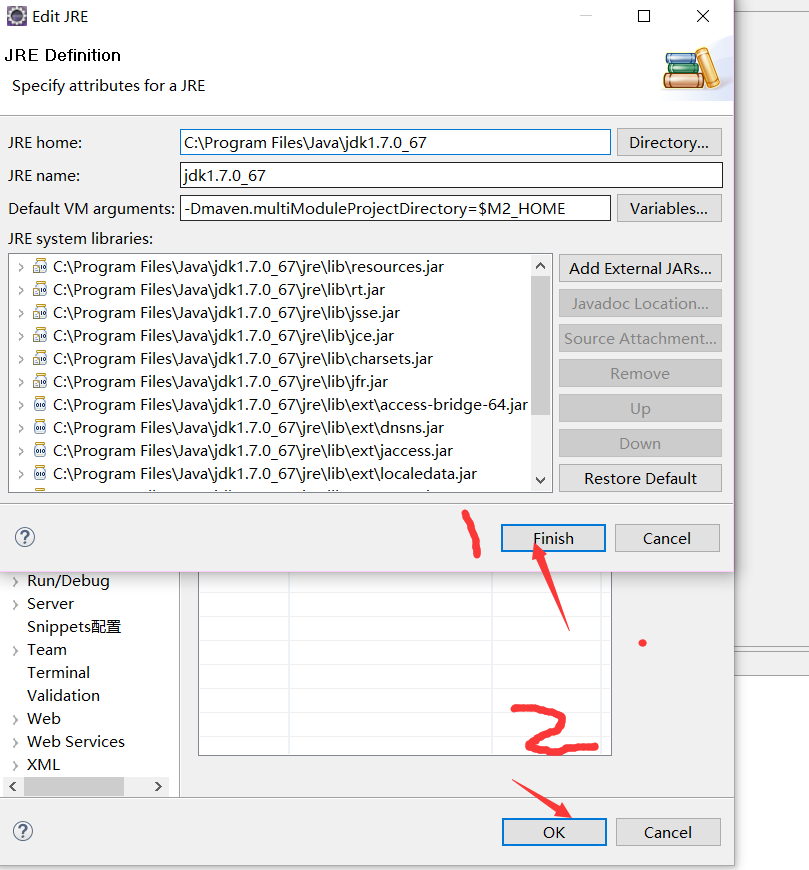 Edit JRE
JRE Definition
Specify attributes for a JRE
JRE home:
C:\Program Files\Java\jdk1.7.0_67
Directory...
JRE name:
jdk1.7.0_67
Default VM arguments:
-Dmaven.multiModuleProjectDirectory=$M2_HOME
Variables...
JRE system libraries:
C:\Program Files\Java\jdk1.7.0_67\jre\lib\resources.jar
C:\Program Files\Java\jdk1.7.0_67\jre\lib\rt.jar
C:\Program Files\Java\jdk1.7.0_67\jre\lib\jsse.jar
C:\Program Files\Java\jdk1.7.0_67\jre\lib\jce.jar
C:\Program Files\Java\jdk1.7.0_67\jre\lib\charsets.jar
C:\Program Files\Java\jdk1.7.0_67\jre\lib\jfr.jar
C:\Program Files\Java\jdk1.7.0_67\jre\lib\ext\access-bridge-64.jar
C:\Program Files\Java\jdk1.7.0_67\jre\lib\ext\dnsns.jar
C:\Program Files\Java\jdk1.7.0_67\jre\lib\ext\jaccess.jar
C:\Program Files\Java\jdk1.7.0_67\jre\lib\ext\localedata.jar
Add External JARs...
Javadoc Location...
Source Attachment...
Remove
Up
Down
Restore Default
1
Finish
Cancel
Run/Debug
Server
Snippets配置
Team
Terminal
Validation
Web
Web Services
XML
2
OK
Cancel